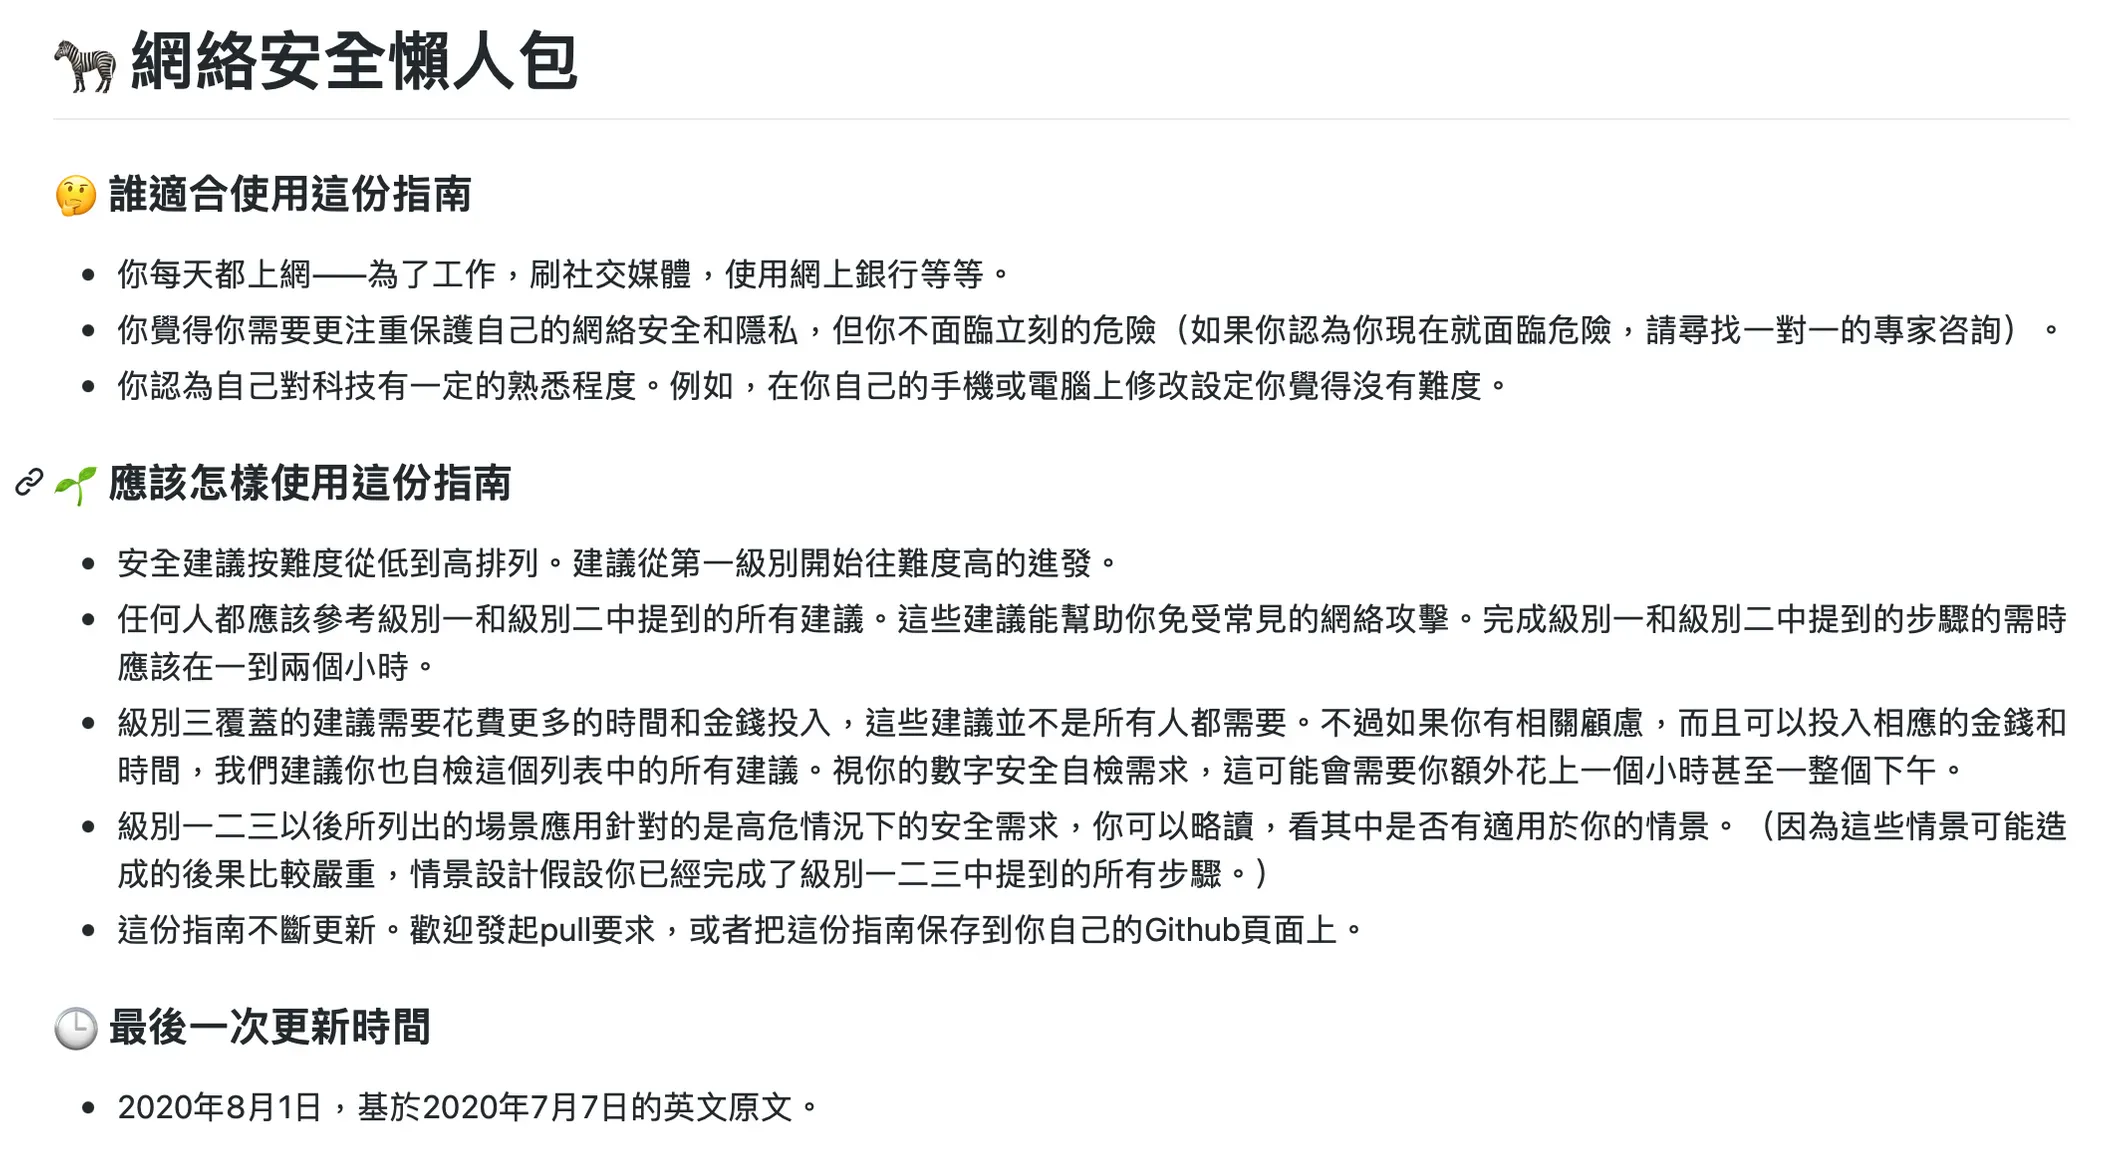 🦓 網絡安全懶人包
🤔 誰適合使用這份指南
• 你每天都上網——為了工作，刷社交媒體，使用網上銀行等等。
• 你覺得你需要更注重保護自己的網絡安全和隱私，但你不面臨立刻的危險（如果你認為你現在就面臨危險，請尋找一對一的專家咨詢）。
• 你認為自己對科技有一定的熟悉程度。例如，在你自己的手機或電腦上修改設定你覺得沒有難度。
🌱 應該怎樣使用這份指南
• 安全建議按難度從低到高排列。建議從第一級別開始往難度高的進發。
• 任何人都應該參考級別一和級別二中提到的所有建議。這些建議能幫助你免受常見的網絡攻擊。完成級別一和級別二中提到的步驟的需時
應該在一到兩個小時。
• 級別三覆蓋的建議需要花費更多的時間和金錢投入，這些建議並不是所有人都需要。不過如果你有相關顧慮，而且可以投入相應的金錢和
時間，我們建議你也自檢這個列表中的所有建議。視你的數字安全自檢需求，這可能會需要你額外花上一個小時甚至一整個下午。
• 級別一二三以後所列出的場景應用針對的是高危情況下的安全需求，你可以略讀，看其中是否有適用於你的情景。（因為這些情景可能造
成的後果比較嚴重，情景設計假設你已經完成了級別一二三中提到的所有步驟。）
• 這份指南不斷更新。歡迎發起pull要求，或者把這份指南保存到你自己的Github頁面上。
🕒 最後一次更新時間
• 2020年8月1日，基於2020年7月7日的英文原文。